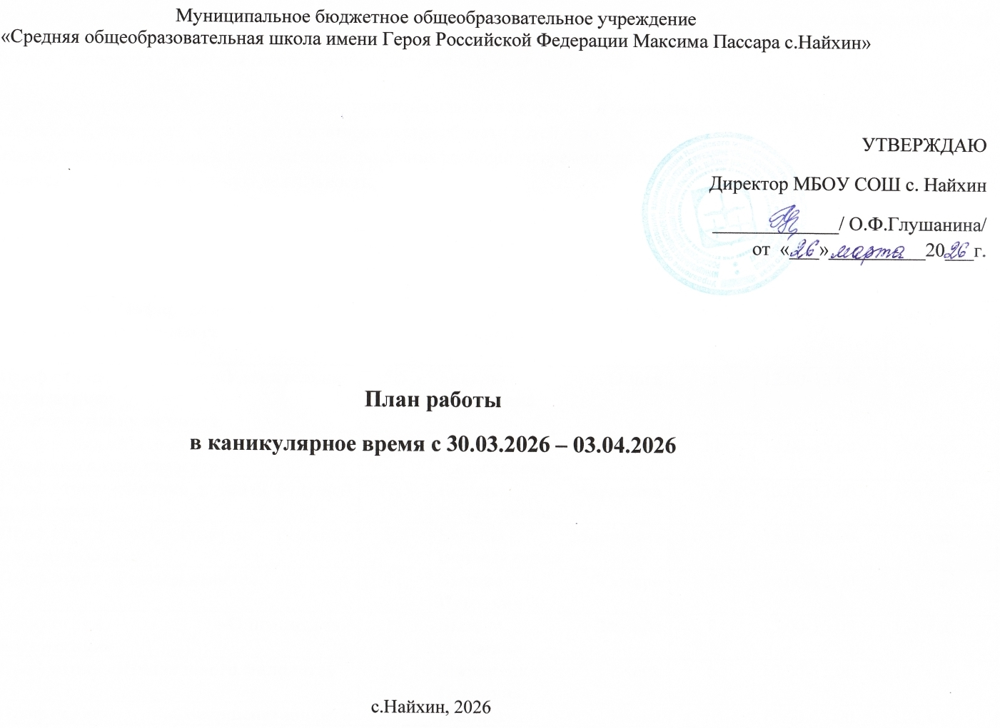 Муниципальное бюджетное общеобразовательное учреждение
«Средняя общеобразовательная школа имени Героя Российской Федерации Максима Пассара с.Найхин»
УТВЕРЖДАЮ
Директор МБОУ СОШ с. Найхин
_____________/ О.Ф.Глушанина/
от «26» марта 2026 г.
План работы
в каникулярное время с 30.03.2026 – 03.04.2026
с.Найхин, 2026